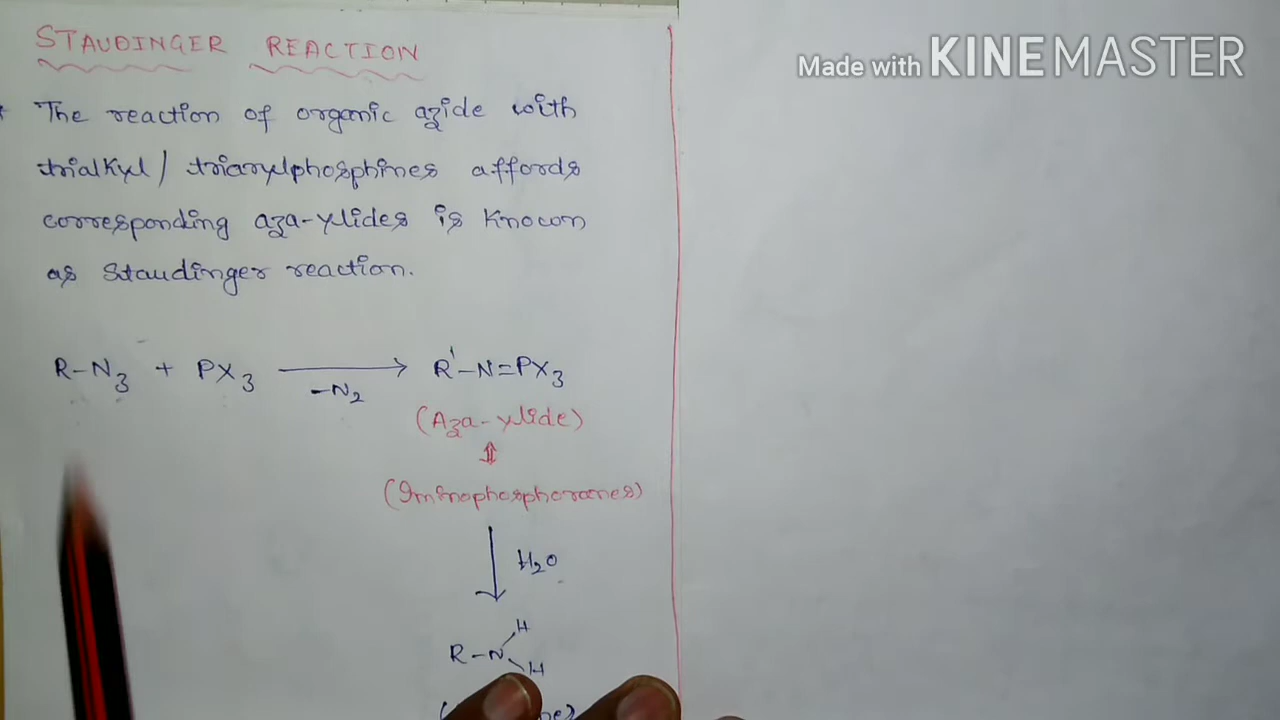 STAUDINGER REACTION
Made with KINEMASTER
The reaction of organic azide with
trialkyl/ triarylphosphines affords
corresponding aza-ylides is known
as Staudinger reaction.
R-N3 + PX3 → R'-N=PX3
-N2
(Aza-ylide)
⇕
(Iminophosphoranes)
↓ H2O
H
R-N
H